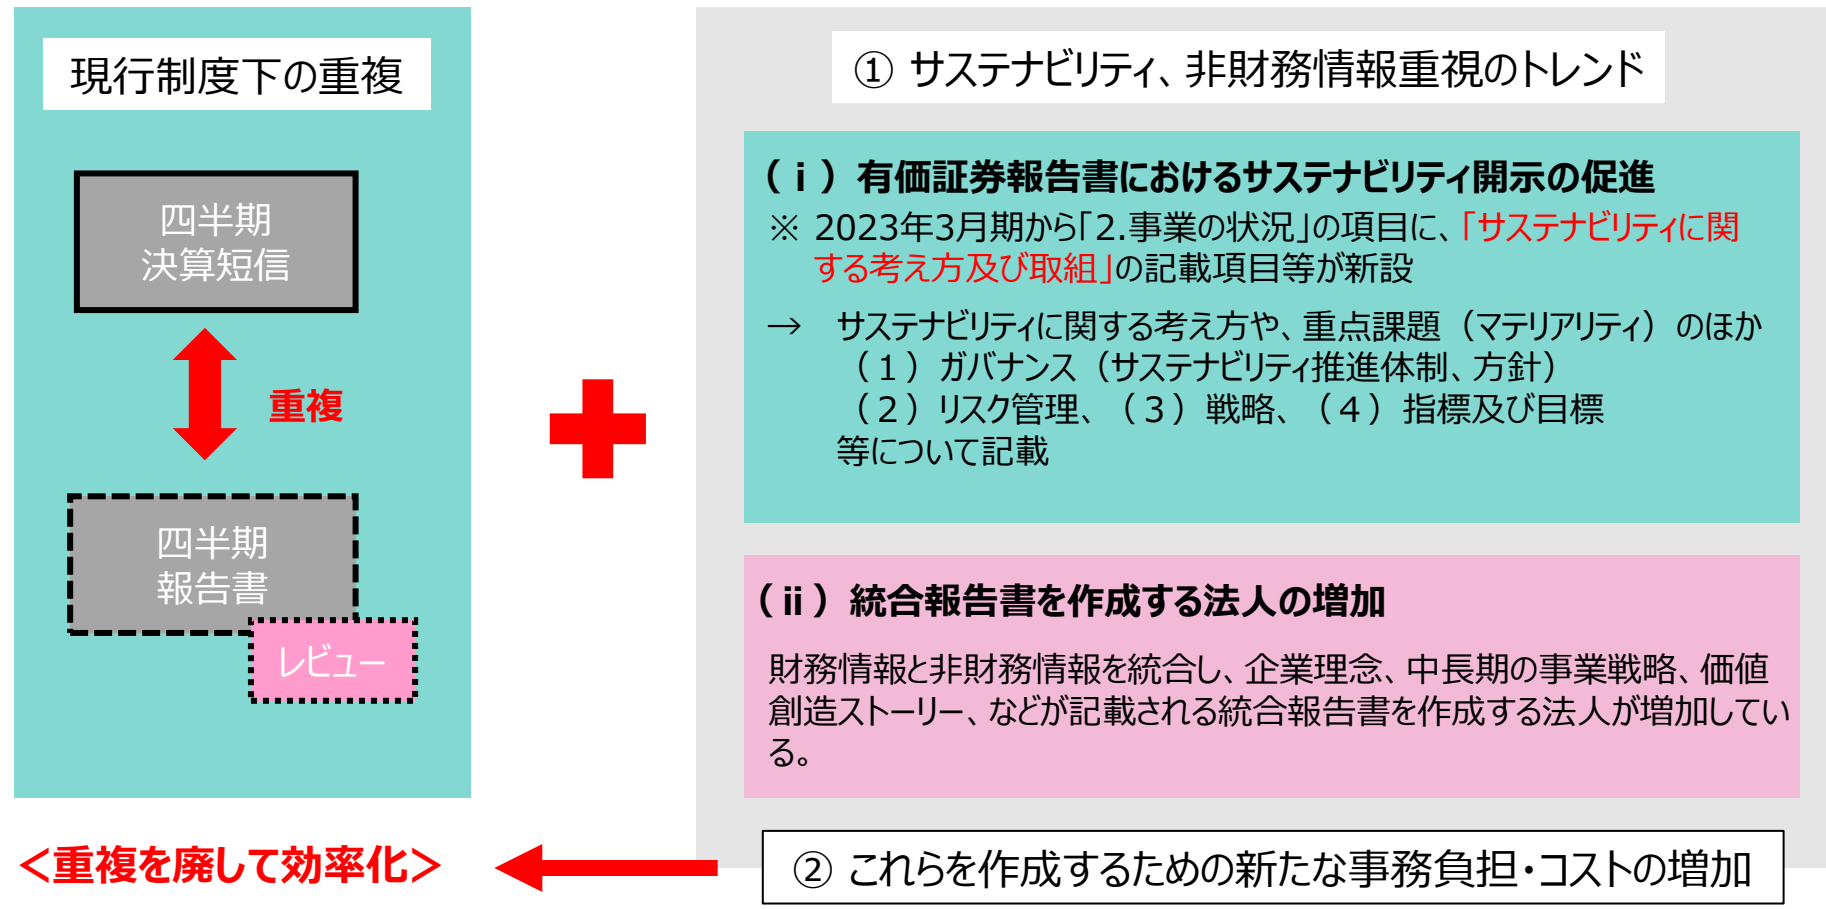 現行制度下の重複
四半期
決算短信
重複
四半期
報告書
レビュー
＜重複を廃して効率化＞
① サステナビリティ、非財務情報重視のトレンド
（ⅰ）有価証券報告書におけるサステナビリティ開示の促進
※ 2023年3月期から「2.事業の状況」の項目に、「サステナビリティに関
する考え方及び取組」の記載項目等が新設
→ サステナビリティに関する考え方や、重点課題（マテリアリティ）のほか
（１）ガバナンス（サステナビリティ推進体制、方針）
（２）リスク管理、（３）戦略、（４）指標及び目標
等について記載
（ⅱ）統合報告書を作成する法人の増加
財務情報と非財務情報を統合し、企業理念、中長期の事業戦略、価値
創造ストーリー、などが記載される統合報告書を作成する法人が増加してい
る。
② これらを作成するための新たな事務負担・コストの増加